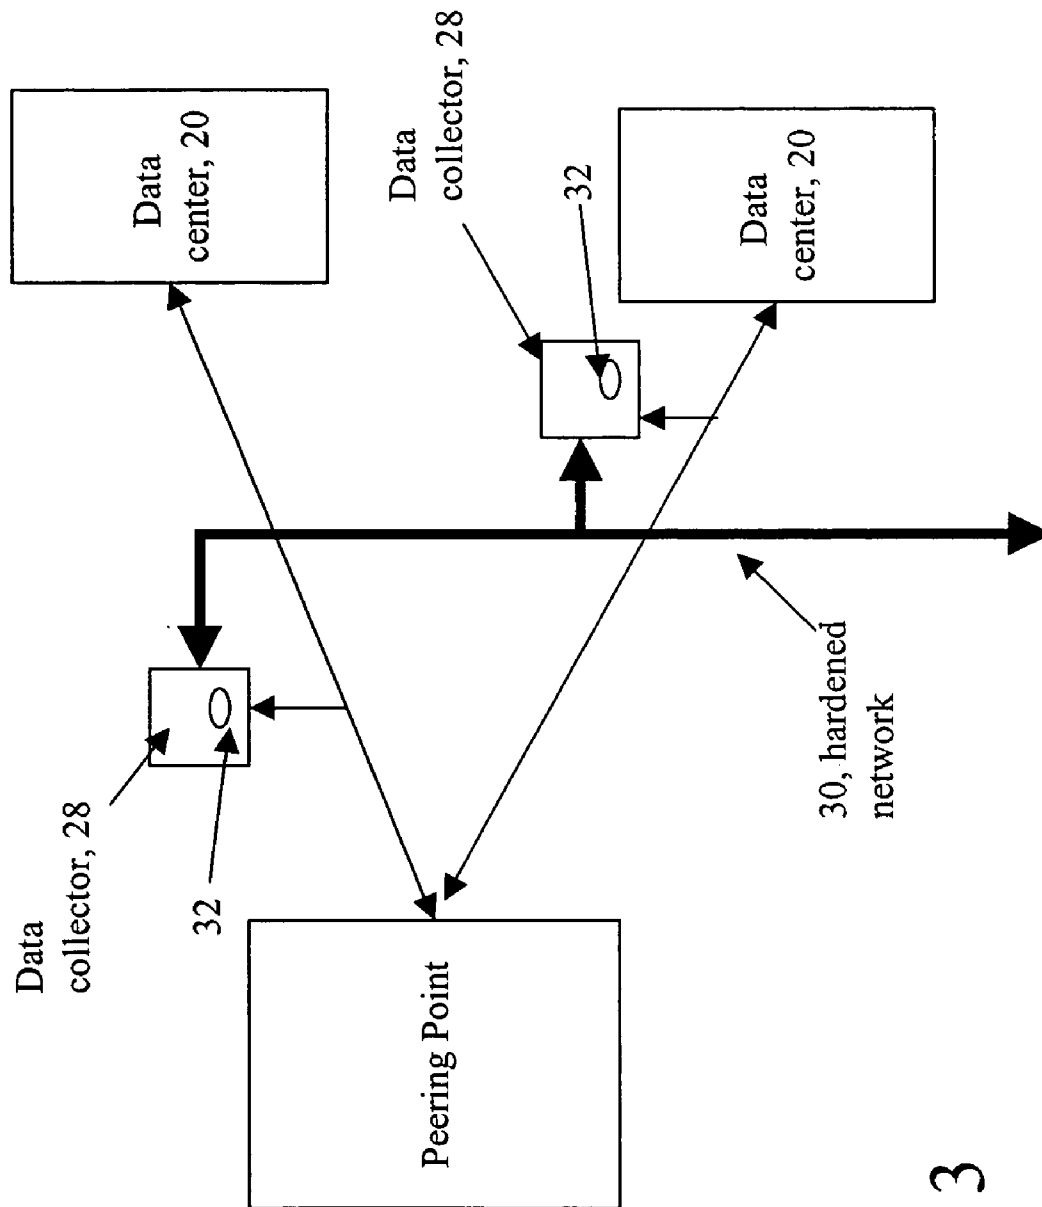 Data
collector, 28
32
Data
center, 20
Peering Point
Data
collector, 28
32
Data
center, 20
30, hardened
network
3